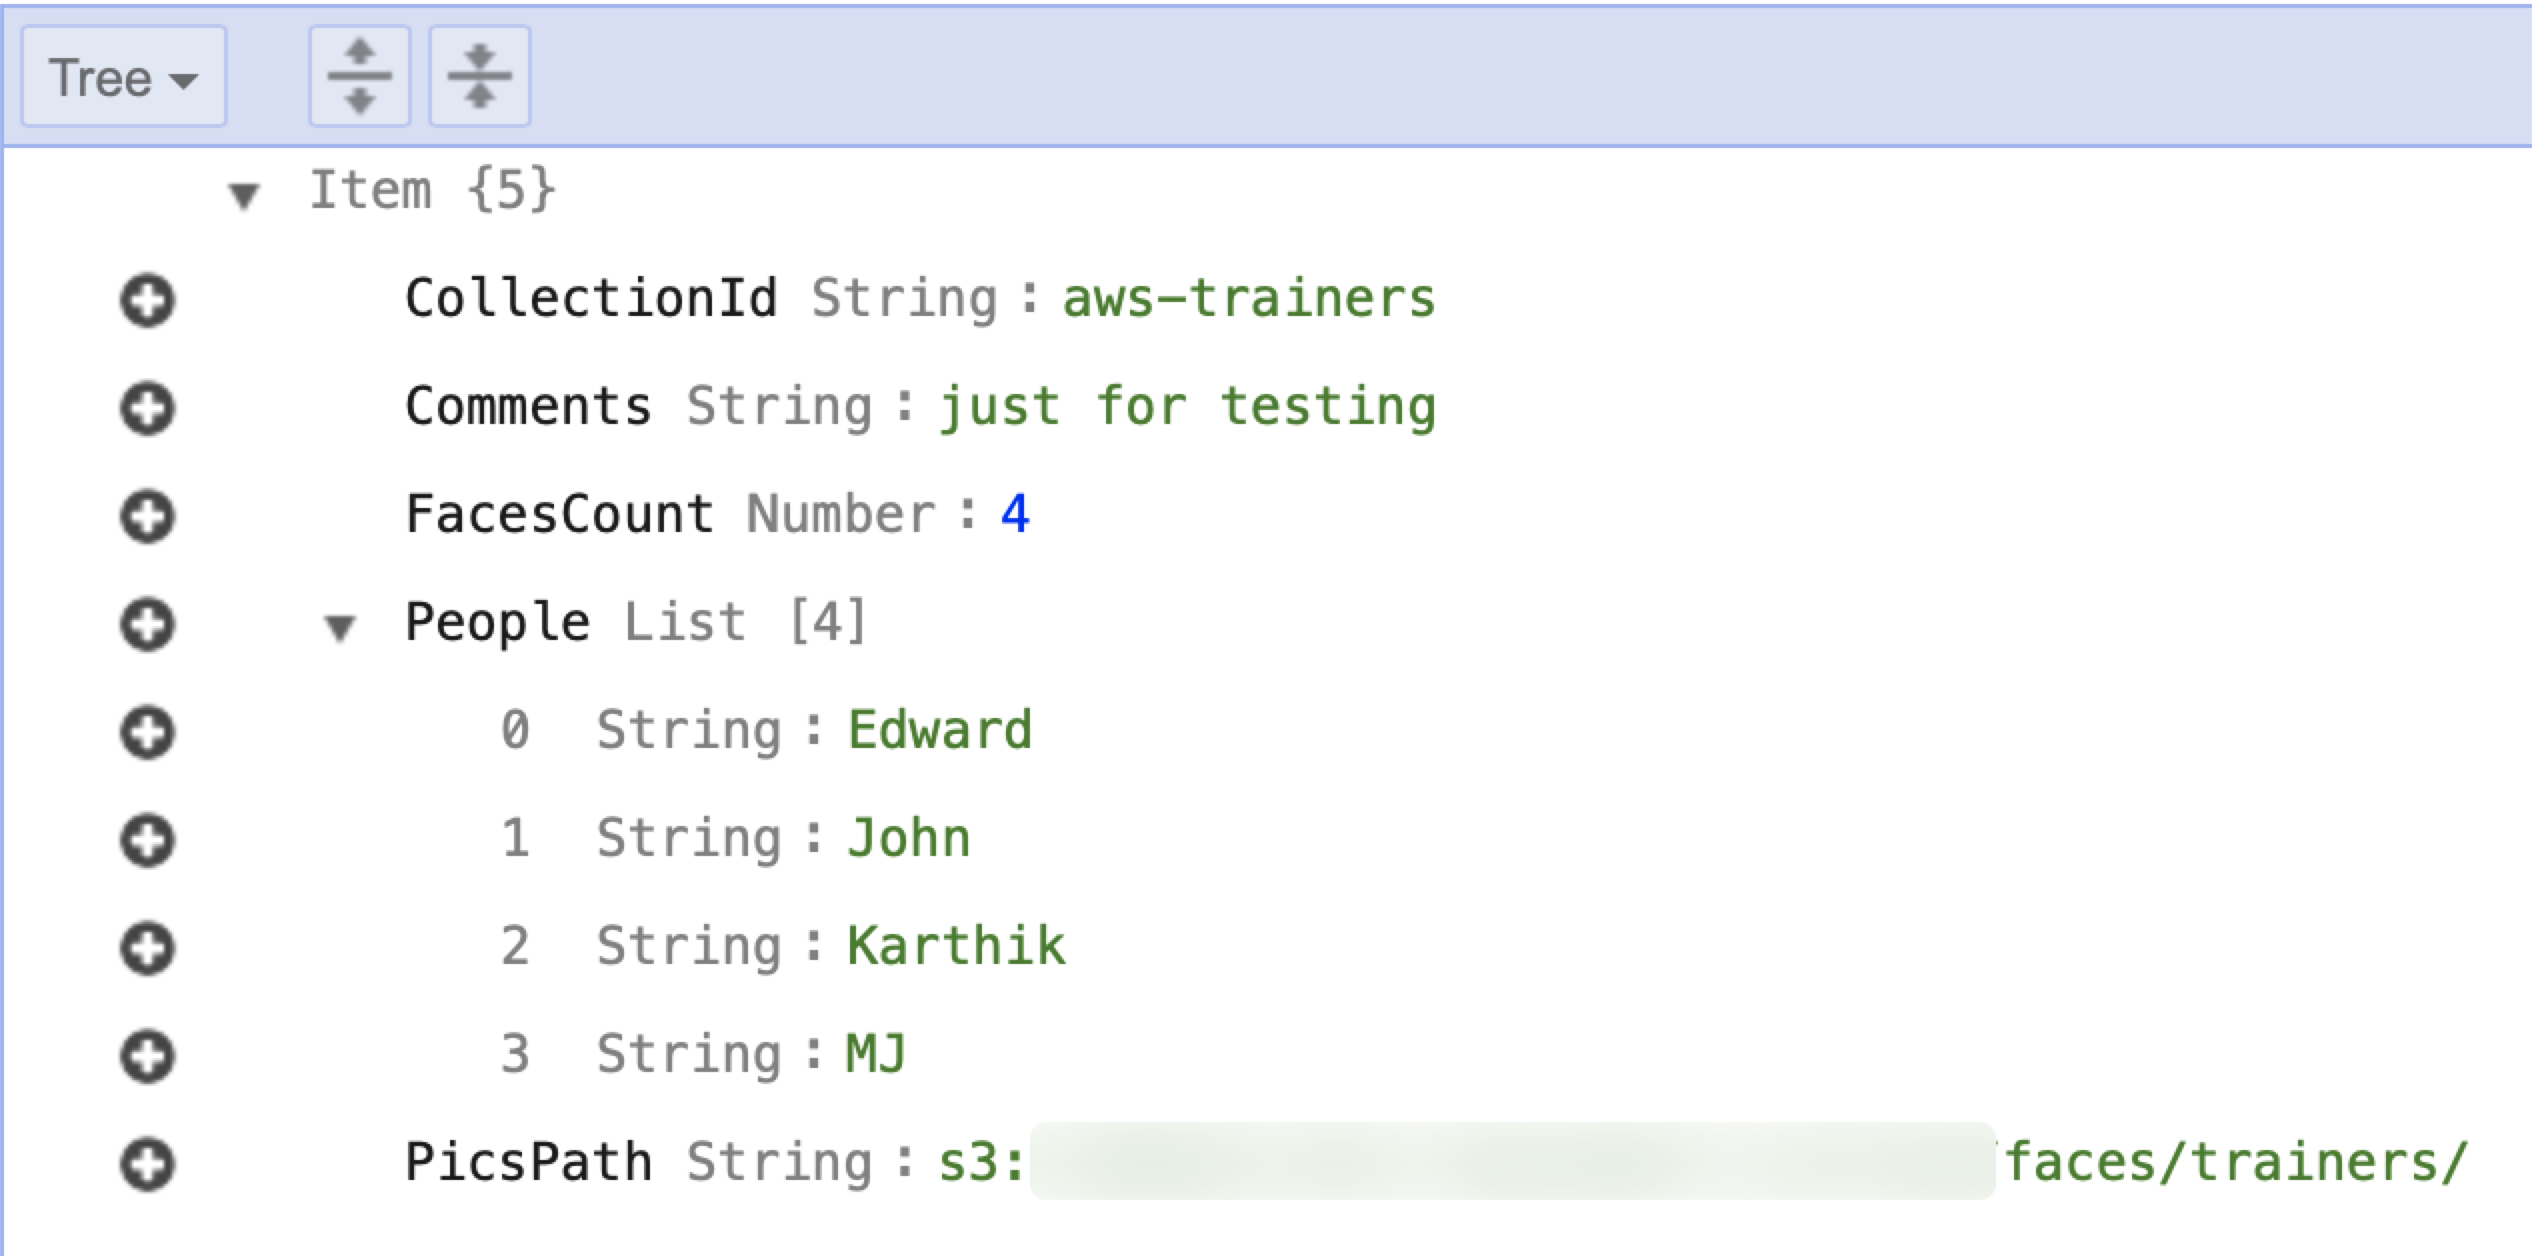 Tree
Item {5}
CollectionId String : aws-trainers
Comments String : just for testing
FacesCount Number : 4
People List [4]
0 String : Edward
1 String : John
2 String : Karthik
3 String : MJ
PicsPath String : s3: faces/trainers/